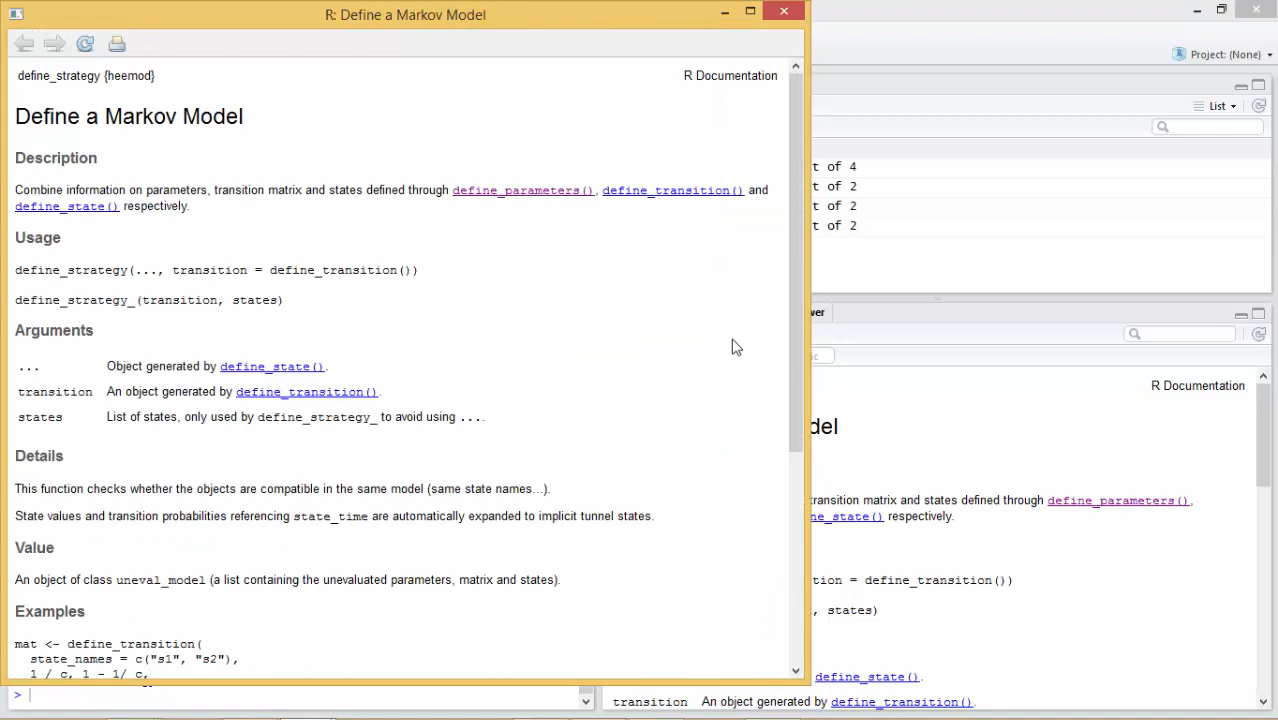 R: Define a Markov Model
define_strategy {heemod}
R Documentation
Define a Markov Model
Description
Combine information on parameters, transition matrix and states defined through define_parameters(), define_transition() and
define_state() respectively.
Usage
define_strategy(..., transition = define_transition())
define_strategy_(transition, states)
Arguments
... Object generated by define_state().
transition An object generated by define_transition().
states List of states, only used by define_strategy_ to avoid using ....
Details
This function checks whether the objects are compatible in the same model (same state names...).
State values and transition probabilities referencing state_time are automatically expanded to implicit tunnel states.
Value
An object of class uneval_model (a list containing the unevaluated parameters, matrix and states).
Examples
mat <- define_transition(
state_names = c("s1", "s2"),
1 / c, 1 - 1/ c,
>
Project: (None)
List
t of 4
t of 2
t of 2
t of 2
wer
ic
R Documentation
del
transition matrix and states defined through define_parameters(),
ne_state() respectively.
tion = define_transition())
, states)
define_state().
transition An object generated by define_transition().